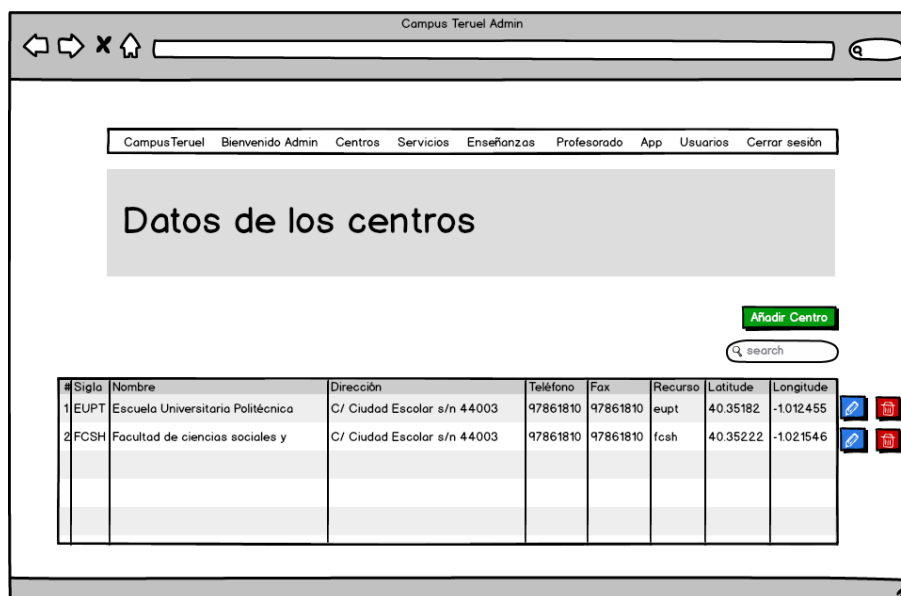 Campus Teruel Admin
CampusTeruel Bienvenido Admin Centros Servicios Enseñanzas Profesorado App Usuarios Cerrar sesión
Datos de los centros
Añadir Centro
search
# Sigla Nombre Dirección Teléfono Fax Recurso Latitude Longitude
1 EUPT Escuela Universitaria Politécnica C/ Ciudad Escolar s/n 44003 97861810 97861810 eupt 40.35182 -1.012455
2 FCSH Facultad de ciencias sociales y C/ Ciudad Escolar s/n 44003 97861810 97861810 fcsh 40.35222 -1.021546